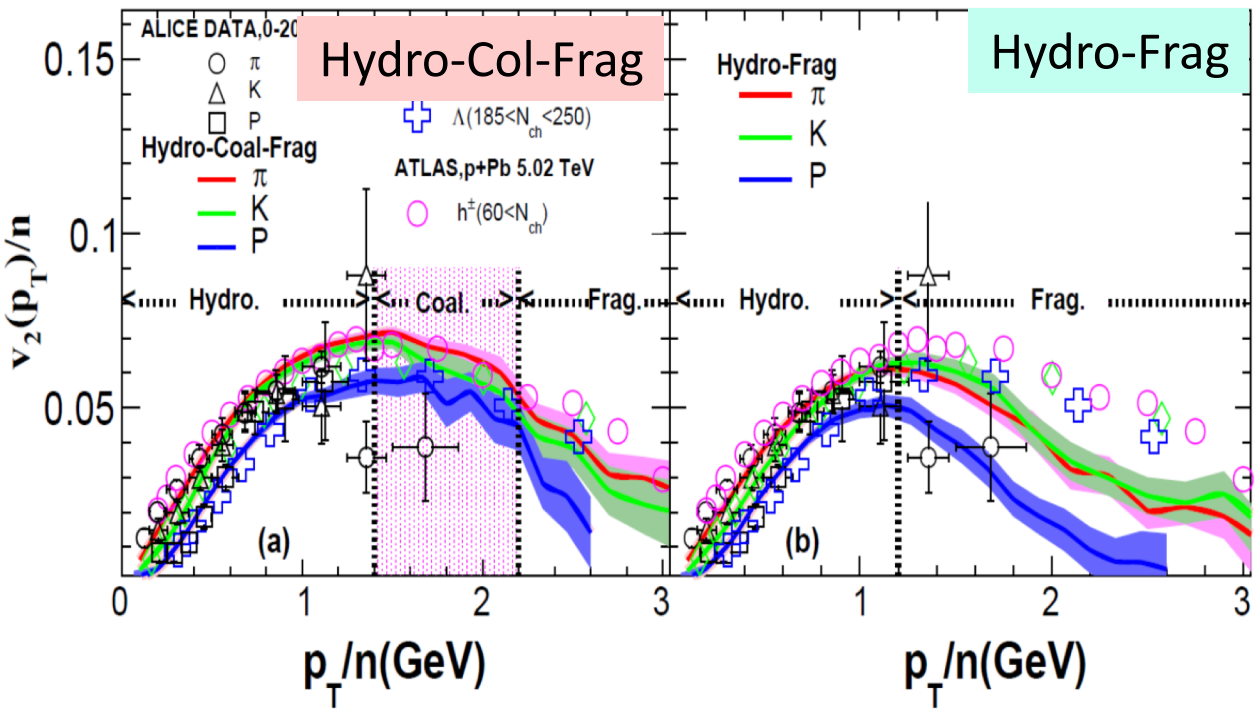 Hydro-Col-Frag
Hydro-Frag
ALICE DATA,0-20
π
K
P
Hydro-Coal-Frag
π
K
P
Λ(185<N_ch<250)
ATLAS,p+Pb 5.02 TeV
h±(60<N_ch)
Hydro-Frag
π
K
P
0.15
0.1
0.05
v_2(p_T)/n
< Hydro. > < Coal. > < Frag.
< Hydro. > < Frag.
(a)
(b)
0 1 2 3
1 2 3
p_T/n(GeV)
p_T/n(GeV)